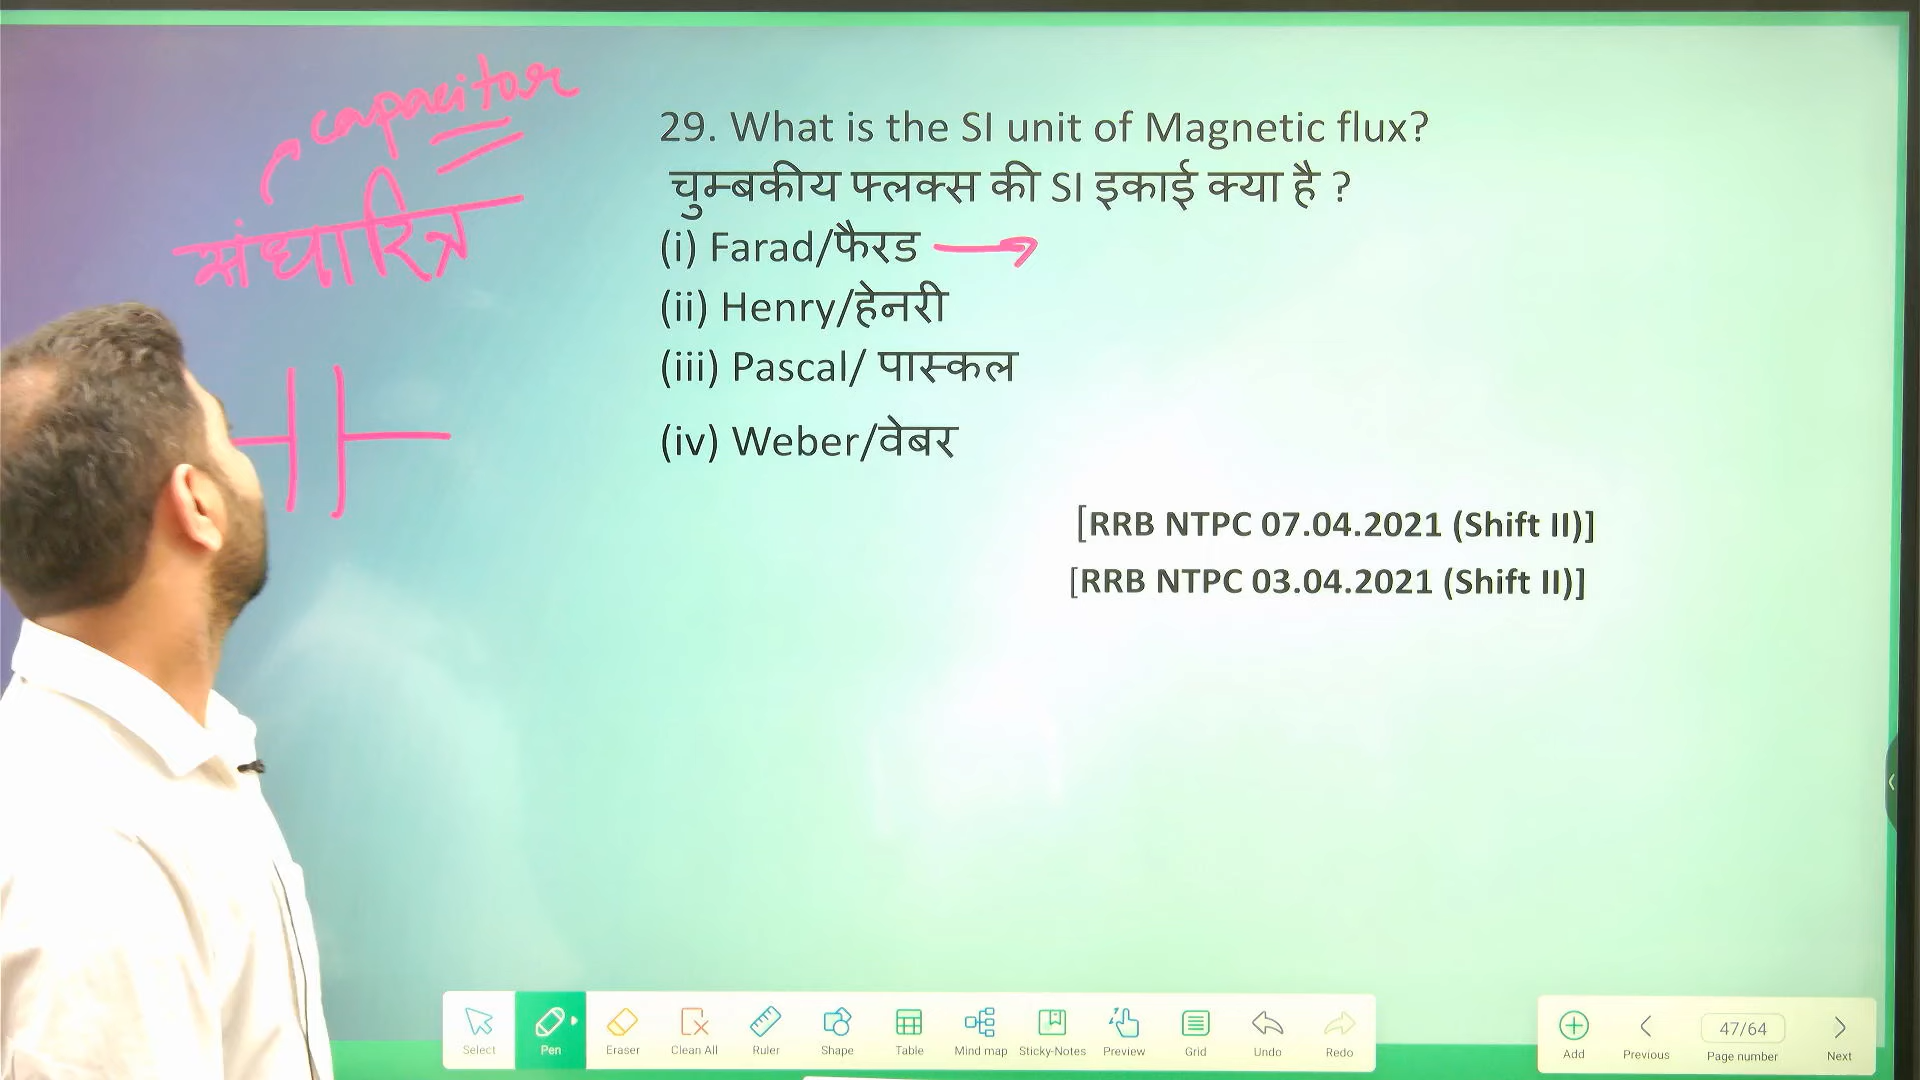 capacitor
संधारित्र
29. What is the SI unit of Magnetic flux?
चुम्बकीय फ्लक्स की SI इकाई क्या है ?
(i) Farad/फैरड
(ii) Henry/हेनरी
(iii) Pascal/ पास्कल
(iv) Weber/वेबर
[RRB NTPC 07.04.2021 (Shift II)]
[RRB NTPC 03.04.2021 (Shift II)]
Select Pen Eraser Clean All Ruler Shape Table Mind map Sticky-Notes Preview Grid Undo Redo
47/64
Add Previous Page number Next